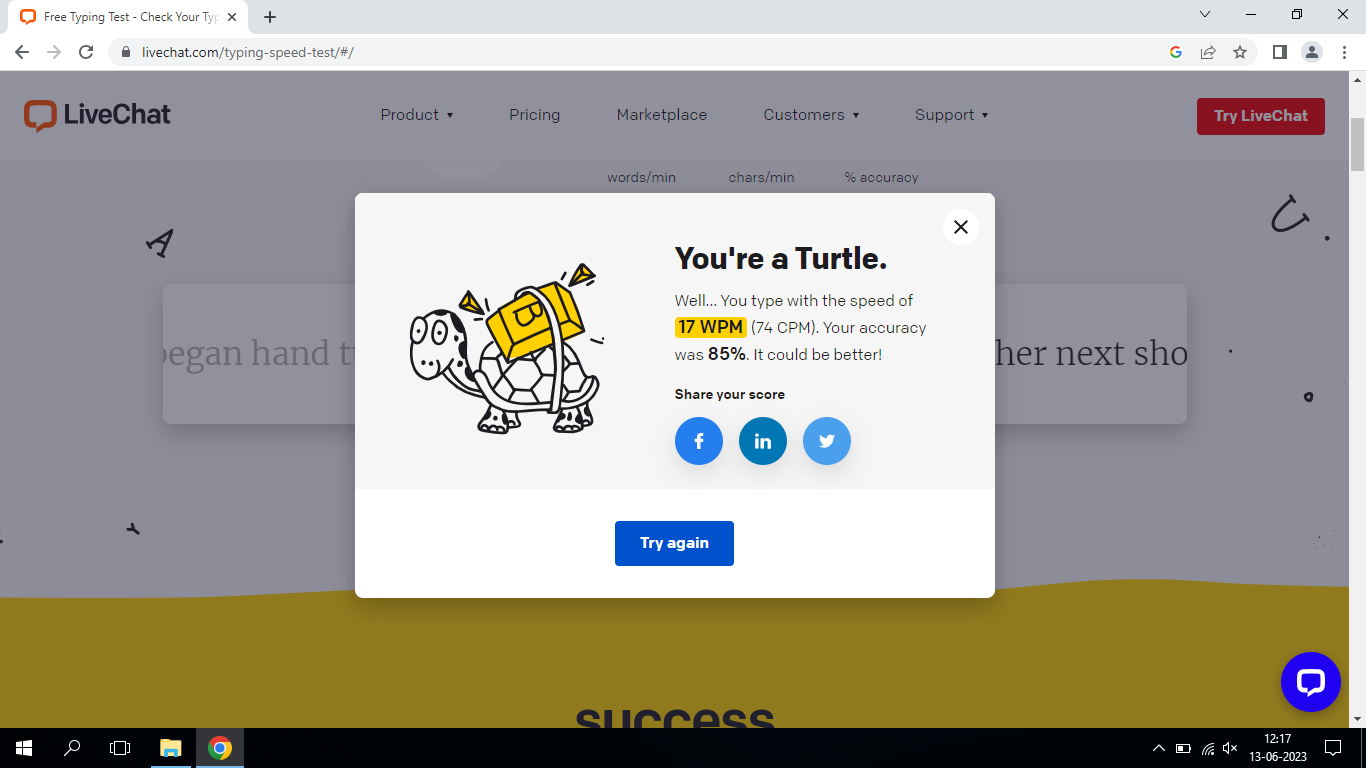 Free Typing Test - Check Your Typ
livechat.com/typing-speed-test/#/
LiveChat
Product
Pricing
Marketplace
Customers
Support
Try LiveChat
words/min
chars/min
% accuracy
A
U
B
You're a Turtle.
Well... You type with the speed of
17 WPM (74 CPM). Your accuracy
was 85%. It could be better!
Share your score
f
in
began hand t
her next sho
Try again
success
12:17
13-06-2023